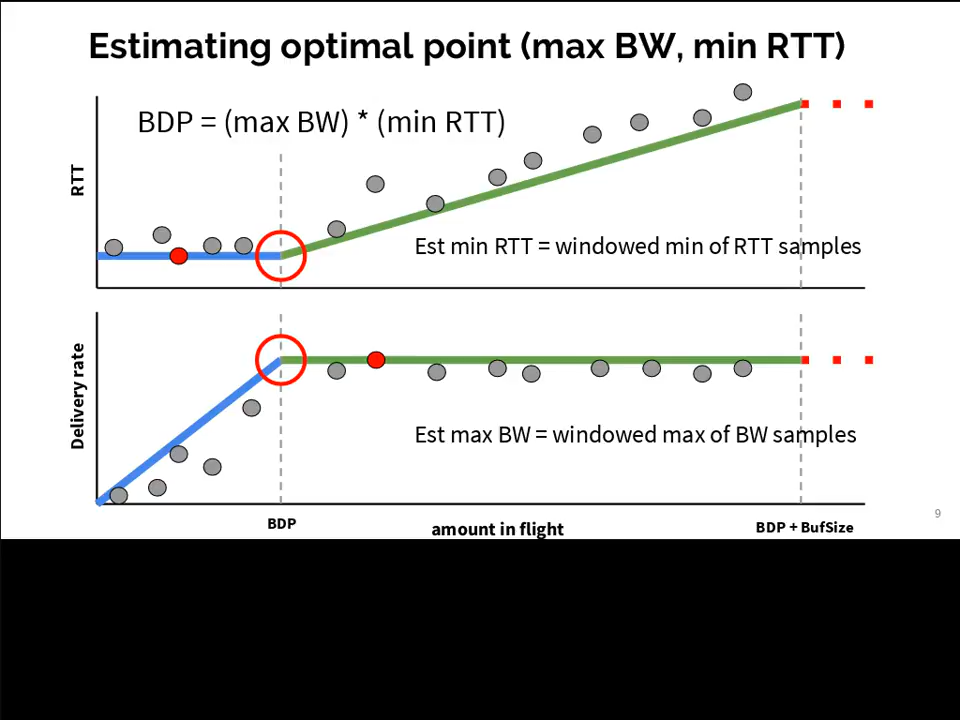 Estimating optimal point (max BW, min RTT)
BDP = (max BW) * (min RTT)
RTT
Est min RTT = windowed min of RTT samples
Delivery rate
Est max BW = windowed max of BW samples
BDP
amount in flight
BDP + BufSize
9